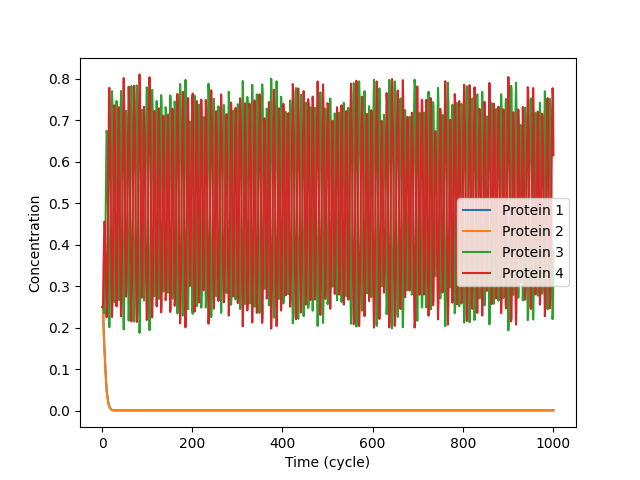 0.8
0.7
0.6
0.5
0.4
0.3
0.2
0.1
0.0
Concentration
Protein 1
Protein 2
Protein 3
Protein 4
0 200 400 600 800 1000
Time (cycle)